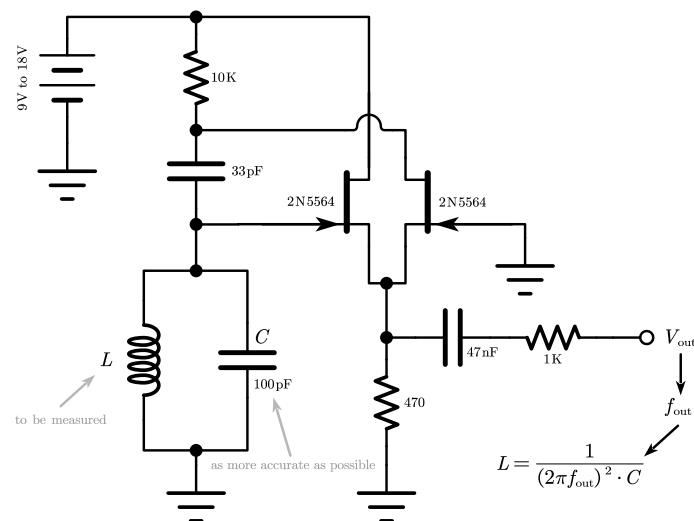 9V to 18V
10K
33pF
2N5564
2N5564
L
C
100pF
to be measured
as more accurate as possible
47nF
1K
470
V_out
f_out
L = 1 / (2πf_out)^2 · C